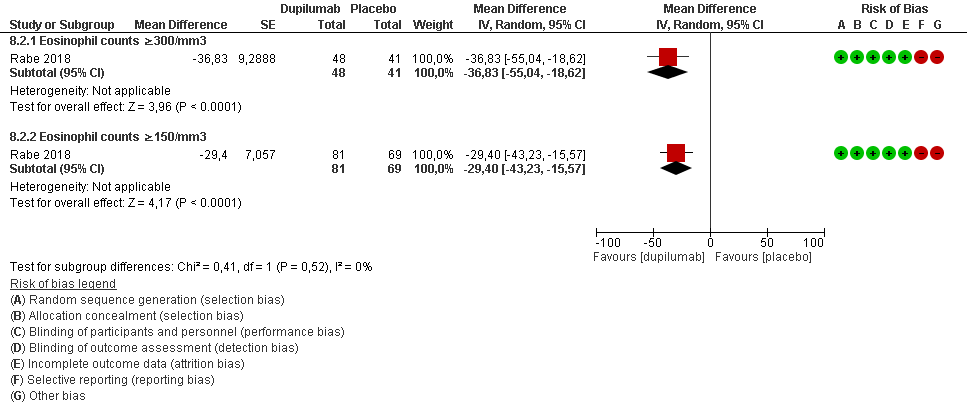 Dupilumab Placebo Mean Difference Mean Difference Risk of Bias
Study or Subgroup Mean Difference SE Total Total Weight IV, Random, 95% CI IV, Random, 95% CI A B C D E F G
8.2.1 Eosinophil counts ≥300/mm3
Rabe 2018 -36,83 9,2888 48 41 100,0% -36,83 [-55,04, -18,62] + + + + + − −
Subtotal (95% CI) 48 41 100,0% -36,83 [-55,04, -18,62]
Heterogeneity: Not applicable
Test for overall effect: Z = 3,96 (P < 0.0001)
8.2.2 Eosinophil counts ≥150/mm3
Rabe 2018 -29,4 7,057 81 69 100,0% -29,40 [-43,23, -15,57] + + + + + − −
Subtotal (95% CI) 81 69 100,0% -29,40 [-43,23, -15,57]
Heterogeneity: Not applicable
Test for overall effect: Z = 4,17 (P < 0.0001)
-100 -50 0 50 100
Favours [dupilumab] Favours [placebo]
Test for subgroup differences: Chi² = 0,41, df = 1 (P = 0,52), I² = 0%
Risk of bias legend
(A) Random sequence generation (selection bias)
(B) Allocation concealment (selection bias)
(C) Blinding of participants and personnel (performance bias)
(D) Blinding of outcome assessment (detection bias)
(E) Incomplete outcome data (attrition bias)
(F) Selective reporting (reporting bias)
(G) Other bias